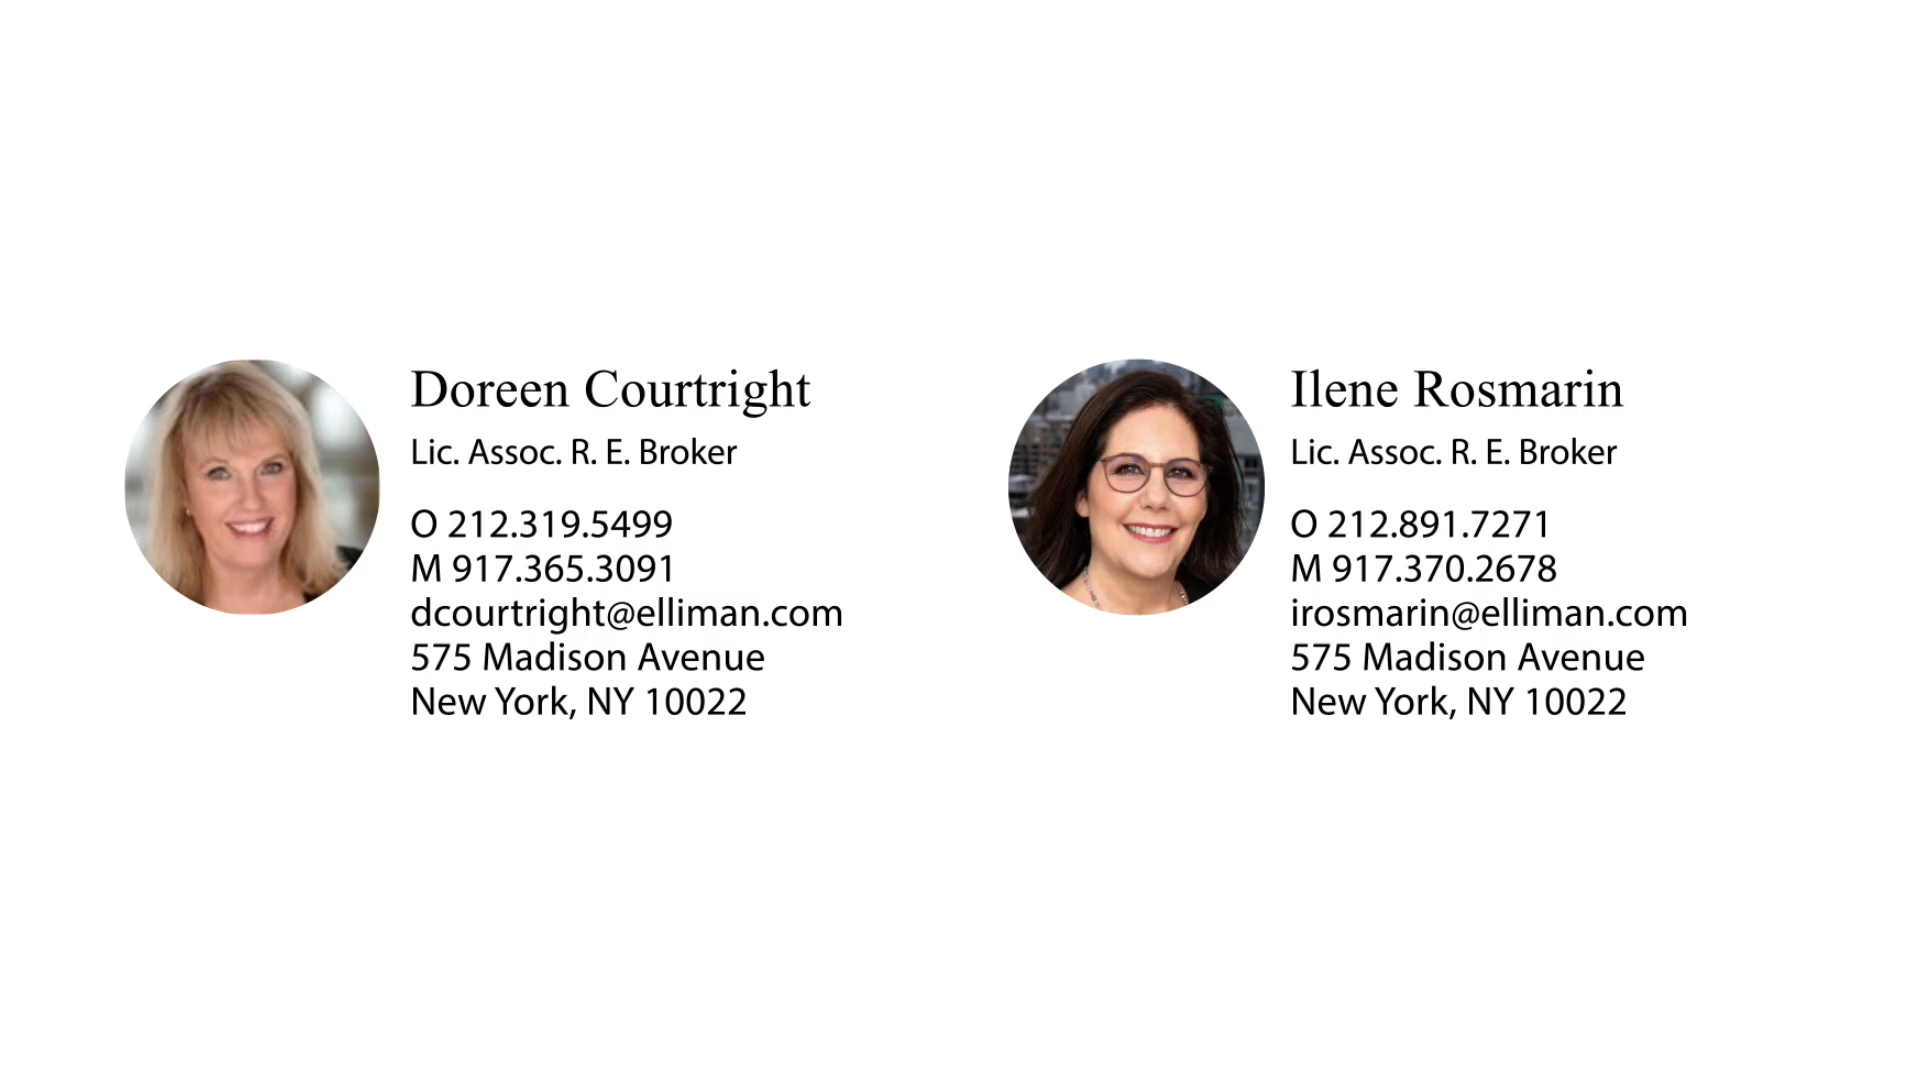 Doreen Courtright
Lic. Assoc. R. E. Broker
O 212.319.5499
M 917.365.3091
dcourtright@elliman.com
575 Madison Avenue
New York, NY 10022
Ilene Rosmarin
Lic. Assoc. R. E. Broker
O 212.891.7271
M 917.370.2678
irosmarin@elliman.com
575 Madison Avenue
New York, NY 10022